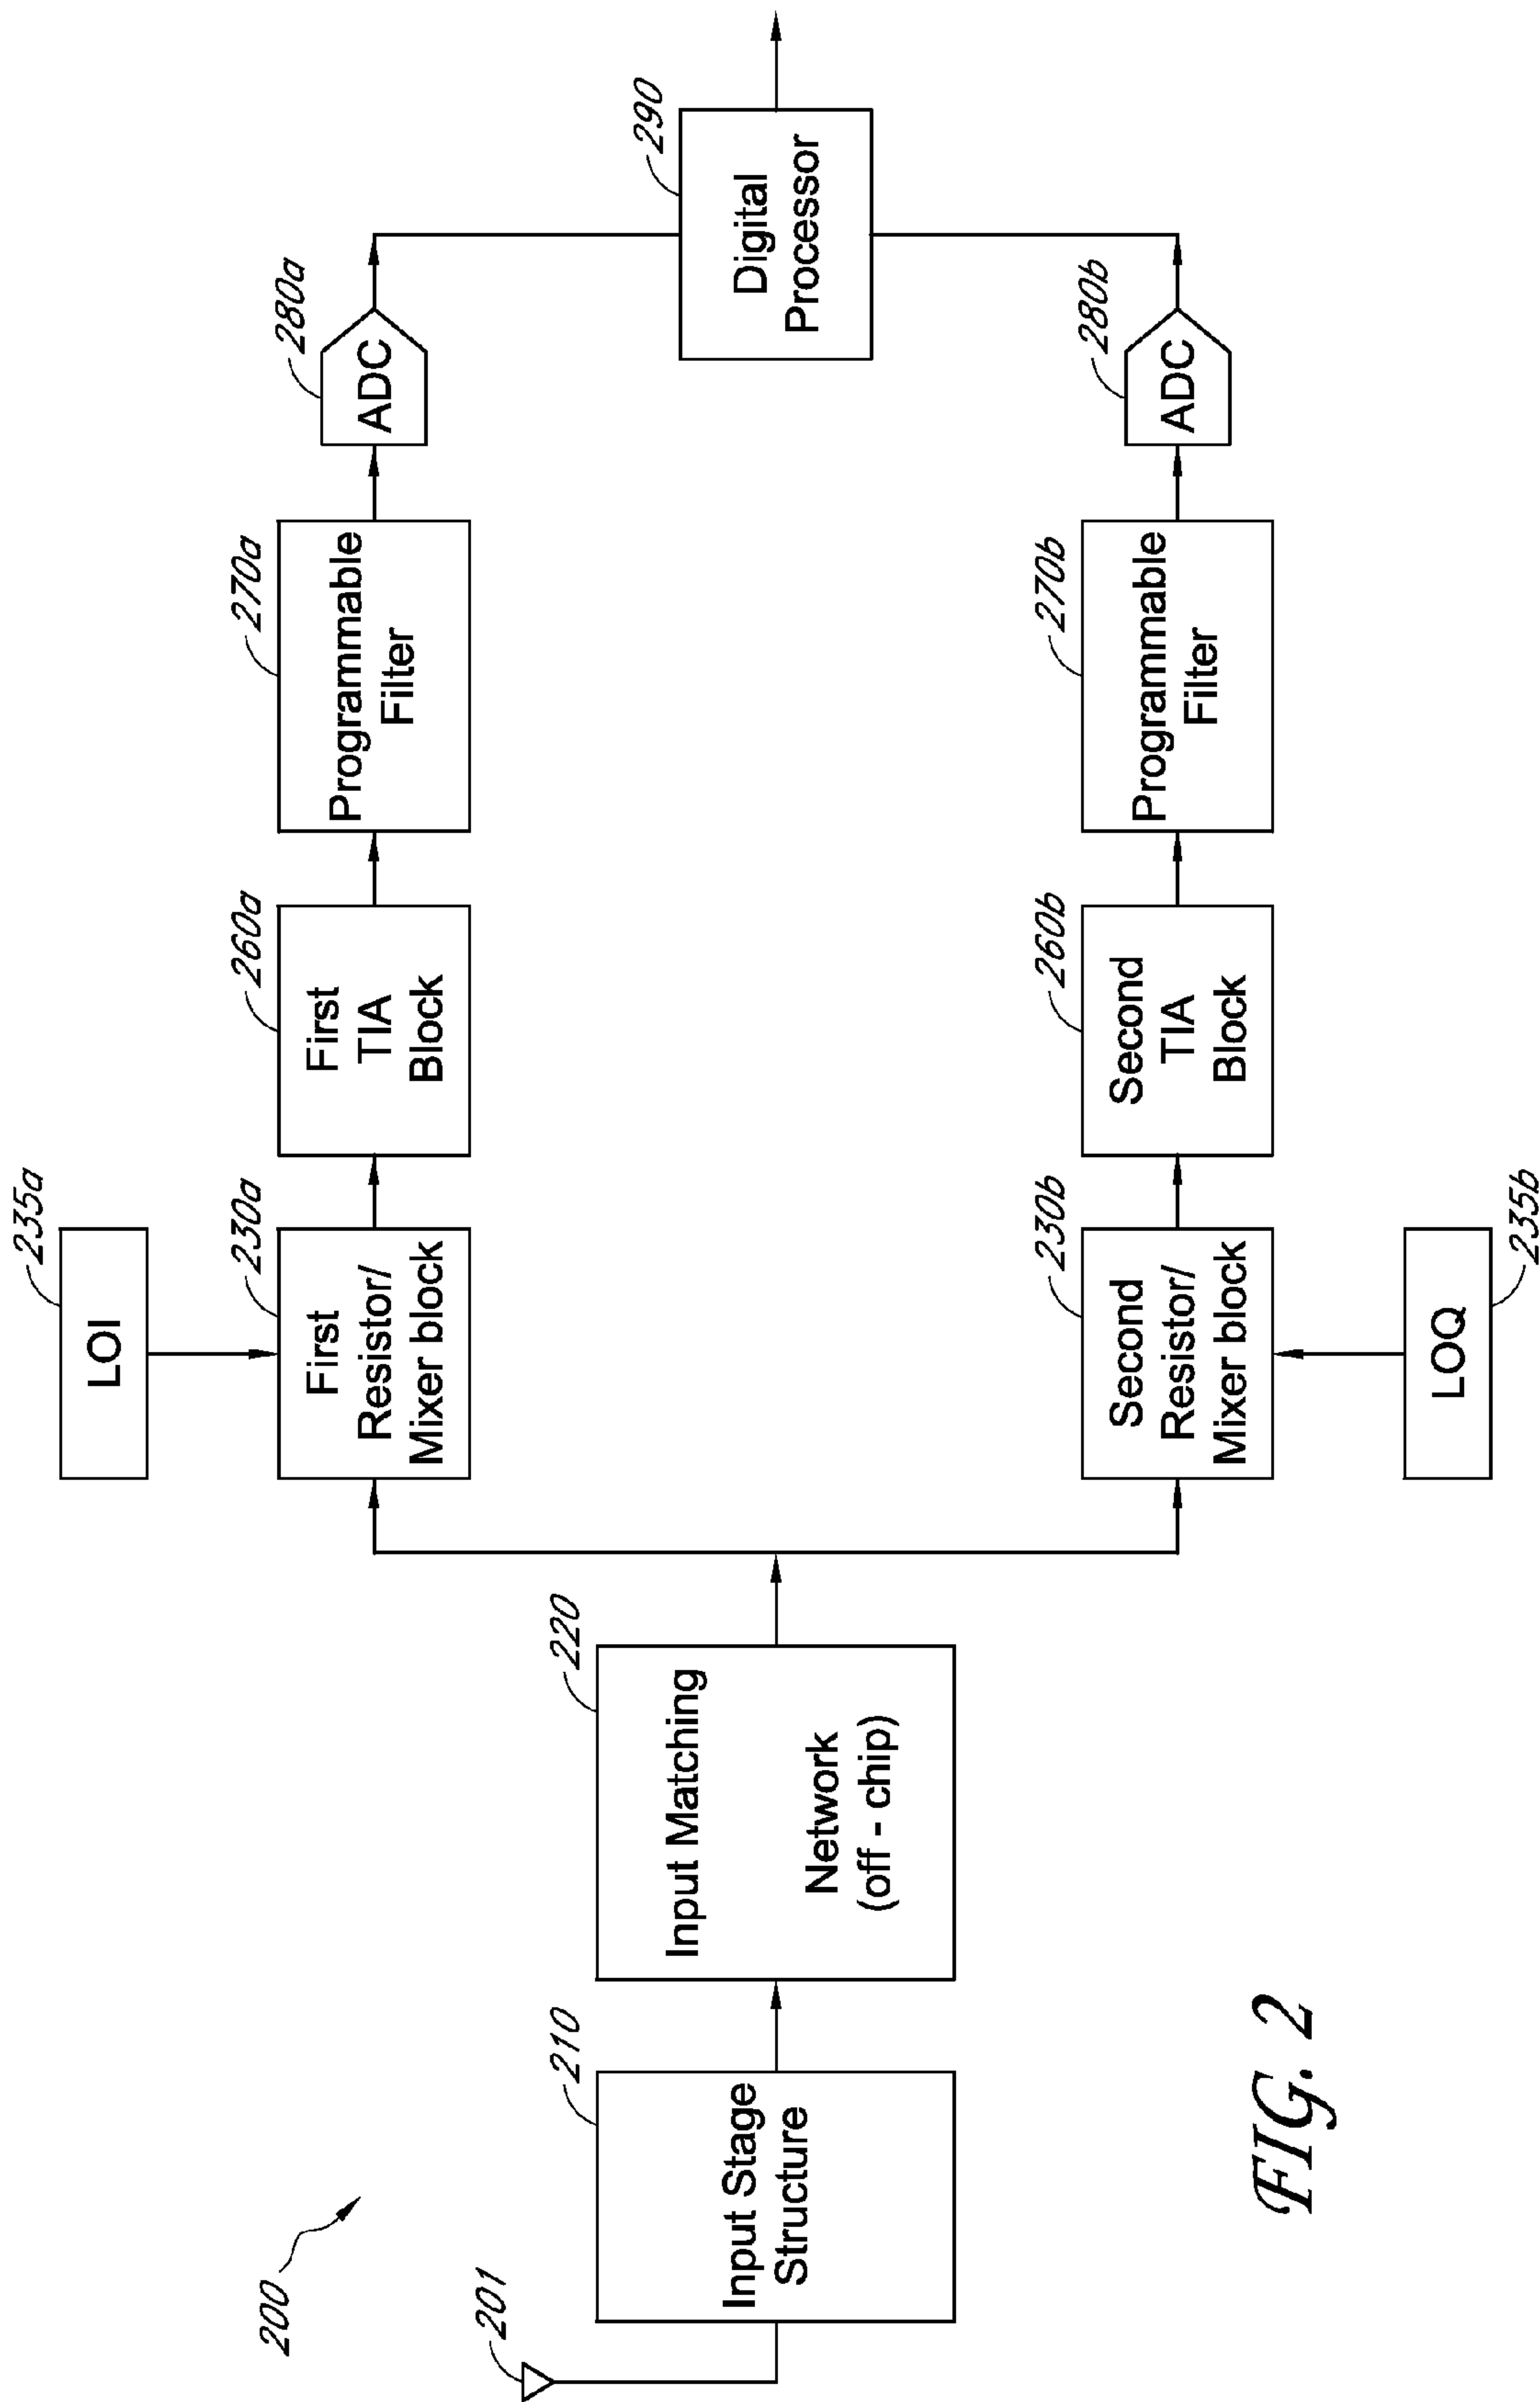 200
201
210
Input Stage
Structure
220
Input Matching
Network
(off - chip)
235a
LOI
230a
First
Resistor/
Mixer block
260a
First
TIA
Block
270a
Programmable
Filter
280a
ADC
290
Digital
Processor
230b
Second
Resistor/
Mixer block
235b
LOQ
260b
Second
TIA
Block
270b
Programmable
Filter
280b
ADC
FIG. 2